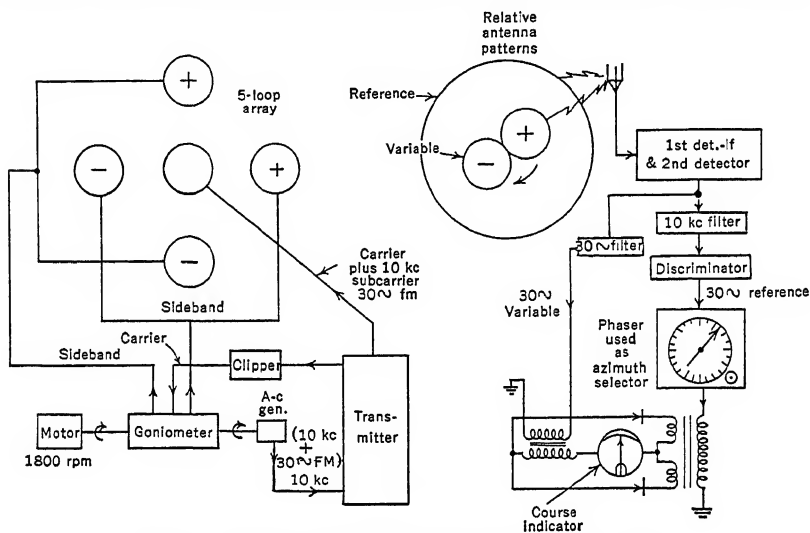 Relative
antenna
patterns
+
5-loop
array
Reference
Variable
+
-
-
+
-
1st det.-if
& 2nd detector
10 kc filter
30~filter
Discriminator
30~ reference
30~
Variable
Carrier
plus 10 kc
subcarrier
30~ fm
Sideband
Carrier
Sideband
Clipper
Phaser
used
as
azimuth
selector
A-c
gen.
Trans-
mitter
Motor
1800 rpm
Goniometer
(10 kc
+
30~FM)
10 kc
Course
Indicator